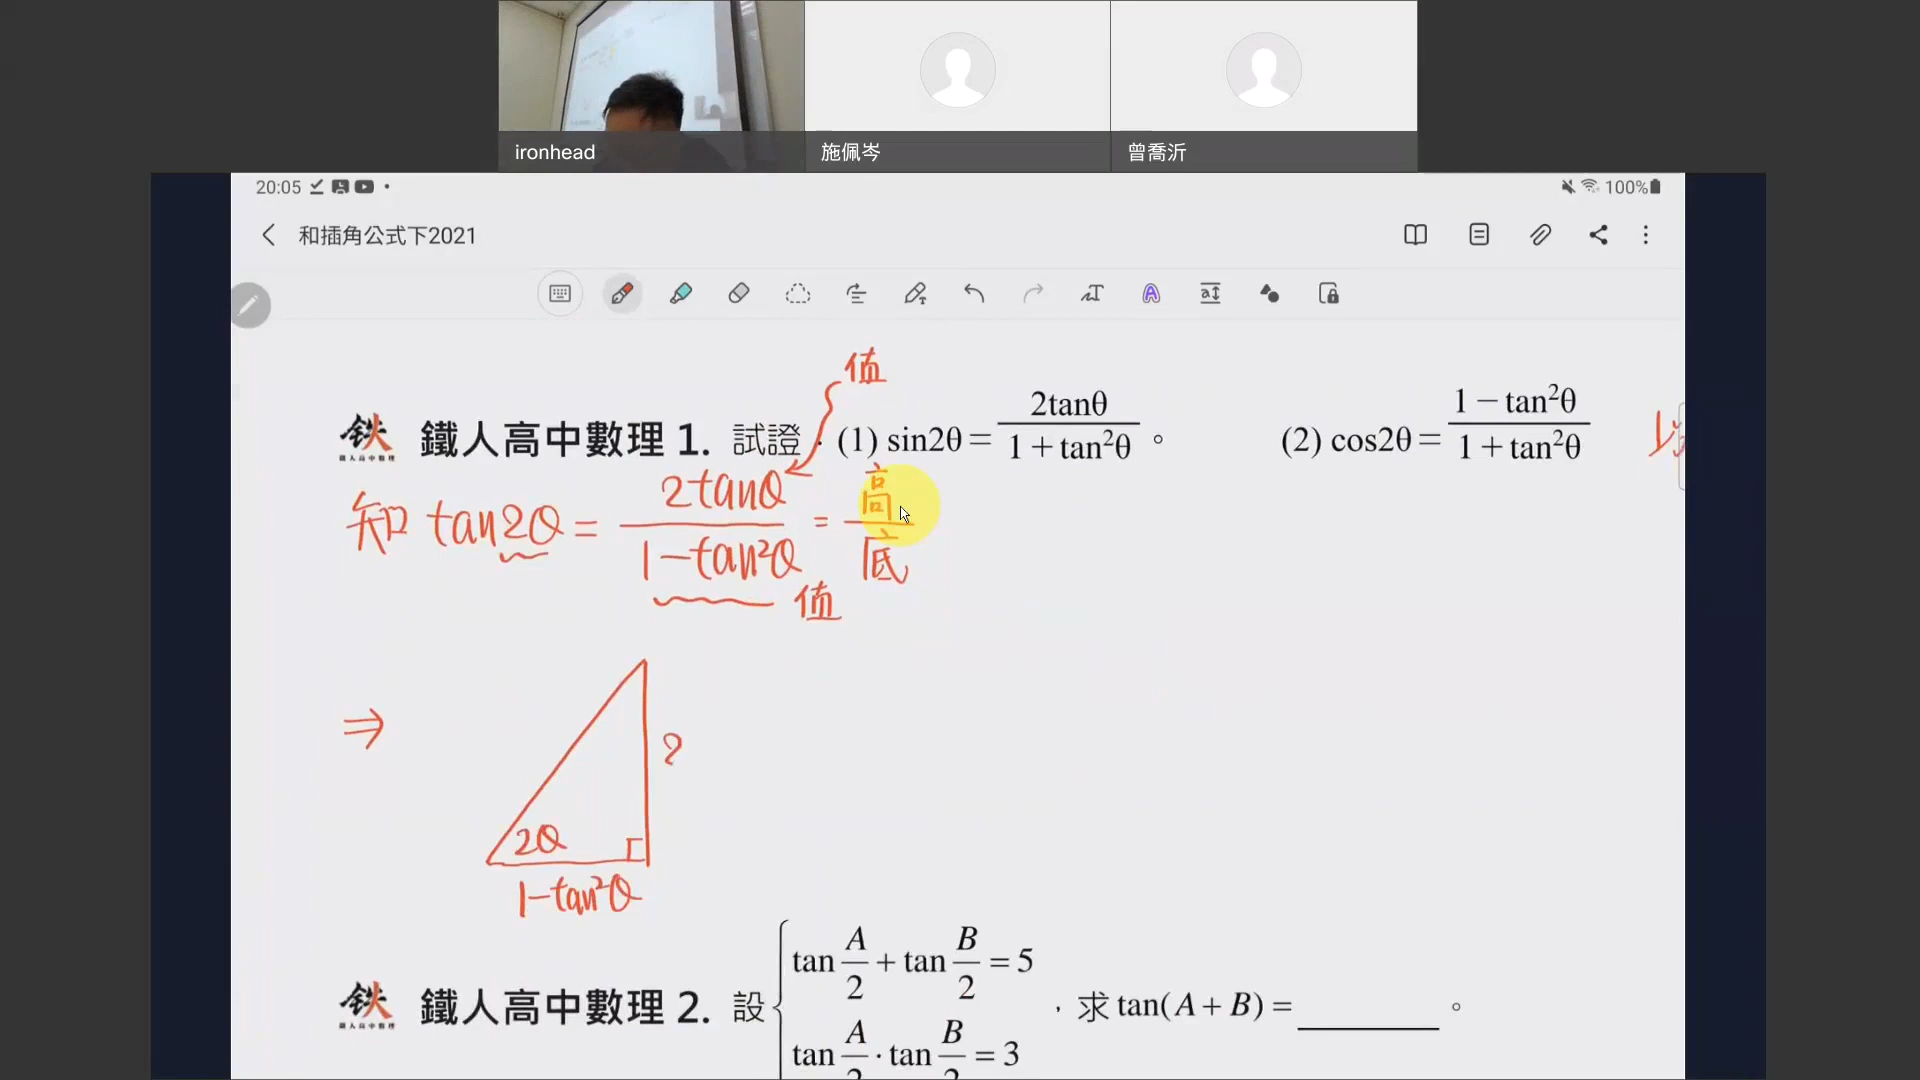 ironhead
施佩岑
曾喬沂
20:05
100%
和插角公式下2021
值
鐵人高中數理 1. 試證：(1) sin2θ = 2tanθ / 1 + tan²θ 。 (2) cos2θ = 1 − tan²θ / 1 + tan²θ
知 tan2θ = 2tanθ / 1−tan²θ = 高 / 底
值
⇒
2
2θ
1−tan²θ
鐵人高中數理 2. 設 { tan A/2 + tan B/2 = 5 ，求 tan(A + B) = ______ 。
tan A/2 · tan B/2 = 3